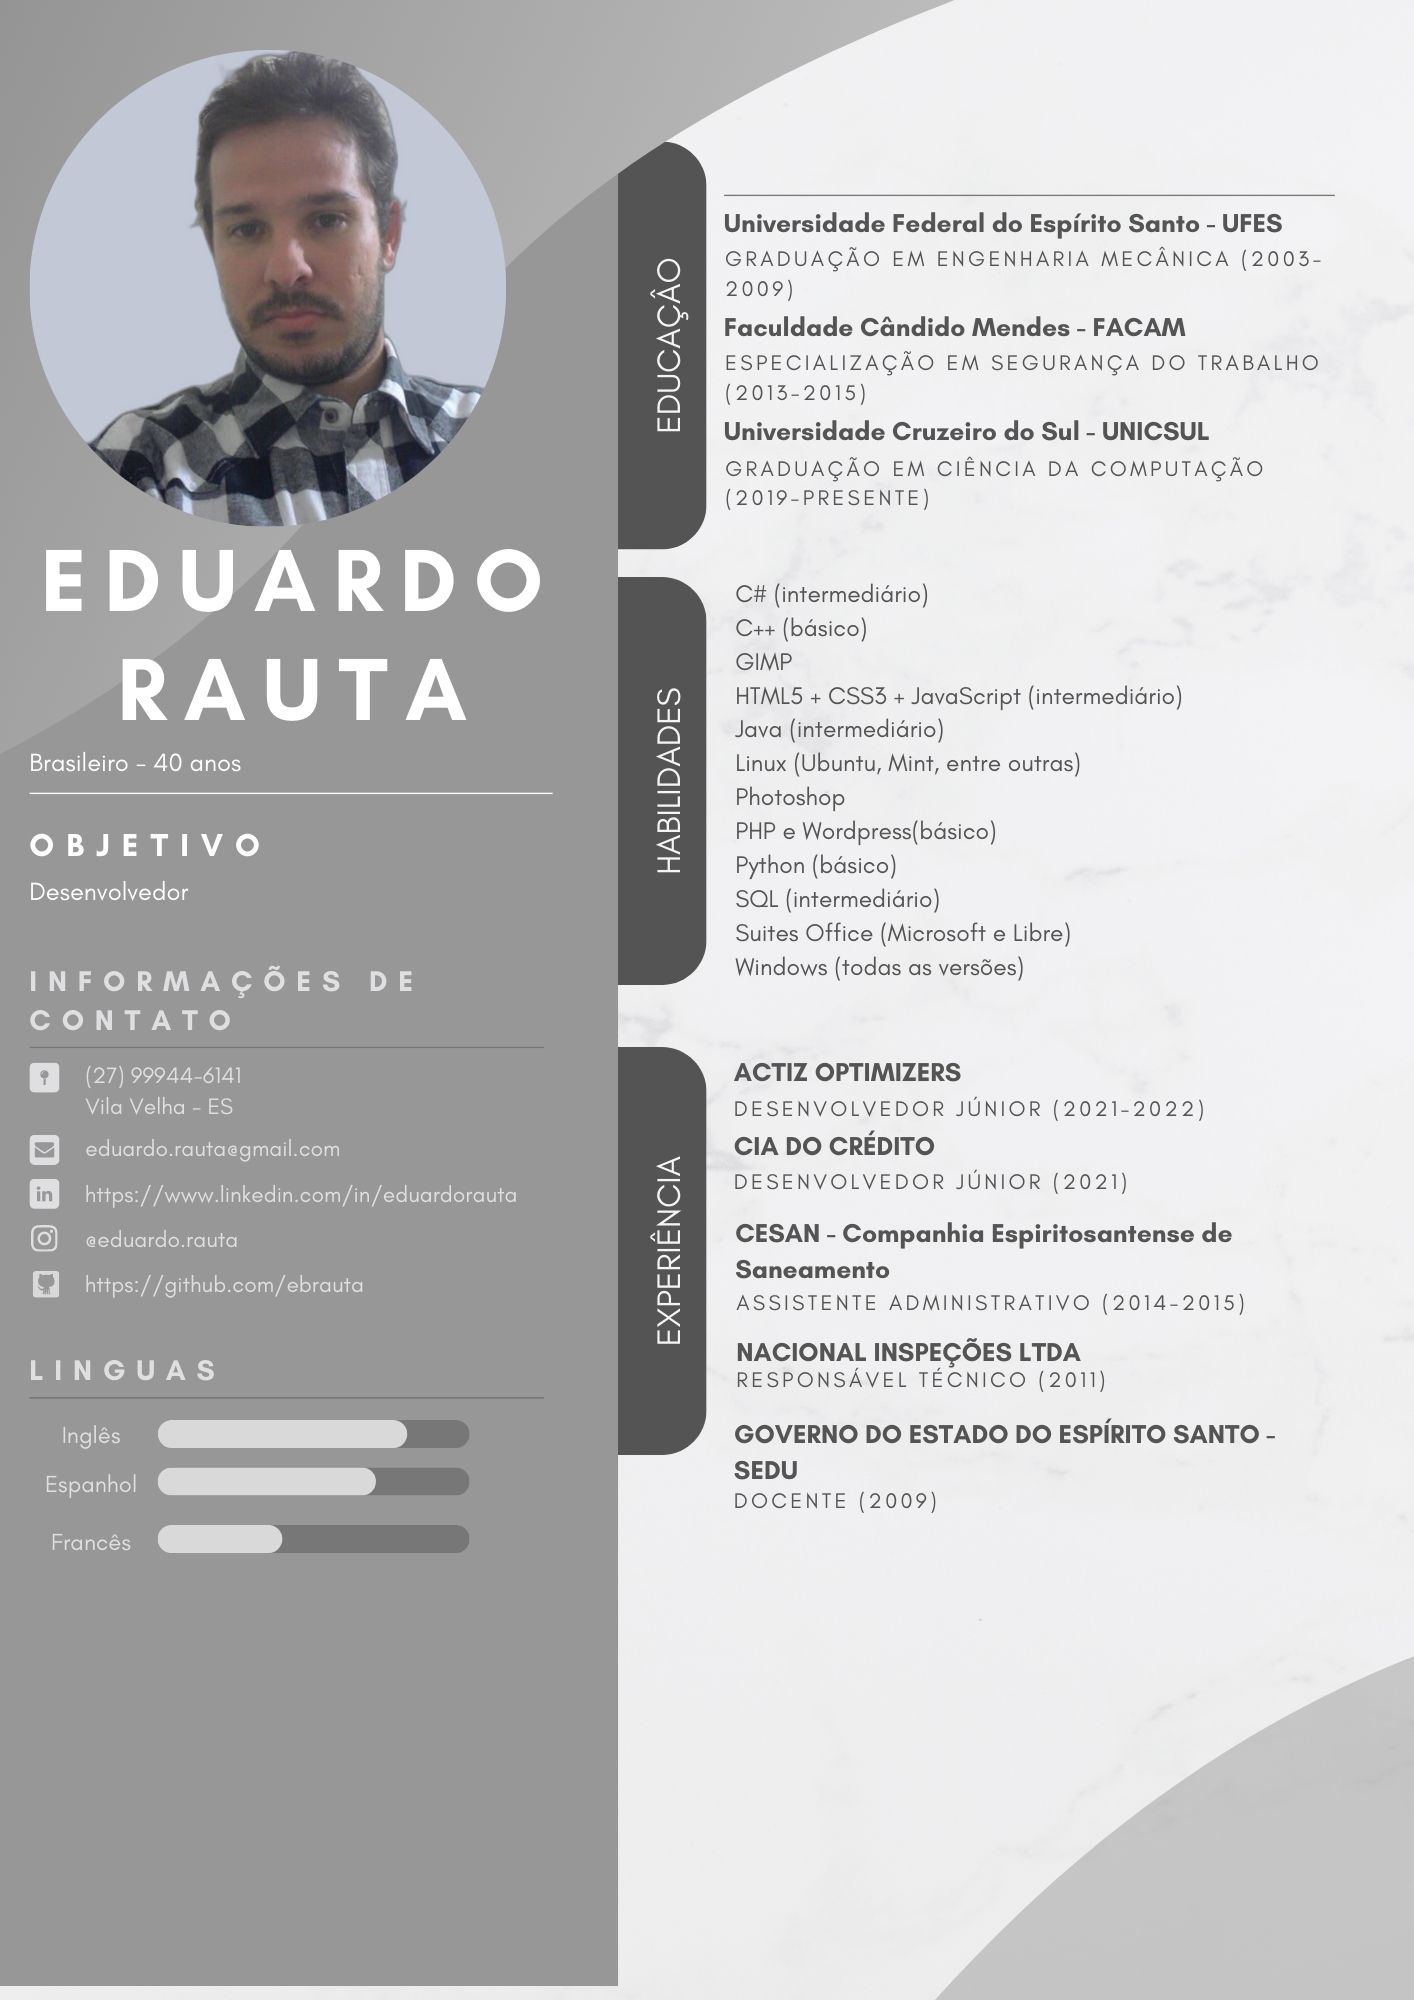 EDUARDO
RAUTA
Brasileiro - 40 anos
OBJETIVO
Desenvolvedor
INFORMAÇÕES DE
CONTATO
(27) 99944-6141
Vila Velha - ES
eduardo.rauta@gmail.com
https://www.linkedin.com/in/eduardorauta
@eduardo.rauta
https://github.com/ebrauta
LINGUAS
Inglês
Espanhol
Francês
EDUCAÇÂO
Universidade Federal do Espírito Santo - UFES
GRADUAÇÃO EM ENGENHARIA MECÂNICA (2003-
2009)
Faculdade Cândido Mendes - FACAM
ESPECIALIZAÇÃO EM SEGURANÇA DO TRABALHO
(2013-2015)
Universidade Cruzeiro do Sul - UNICSUL
GRADUAÇÃO EM CIÊNCIA DA COMPUTAÇÃO
(2019-PRESENTE)
HABILIDADES
C# (intermediário)
C++ (básico)
GIMP
HTML5 + CSS3 + JavaScript (intermediário)
Java (intermediário)
Linux (Ubuntu, Mint, entre outras)
Photoshop
PHP e Wordpress(básico)
Python (básico)
SQL (intermediário)
Suites Office (Microsoft e Libre)
Windows (todas as versões)
EXPERIÊNCIA
ACTIZ OPTIMIZERS
DESENVOLVEDOR JÚNIOR (2021-2022)
CIA DO CRÉDITO
DESENVOLVEDOR JÚNIOR (2021)
CESAN - Companhia Espiritosantense de
Saneamento
ASSISTENTE ADMINISTRATIVO (2014-2015)
NACIONAL INSPEÇÕES LTDA
RESPONSÁVEL TÉCNICO (2011)
GOVERNO DO ESTADO DO ESPÍRITO SANTO -
SEDU
DOCENTE (2009)